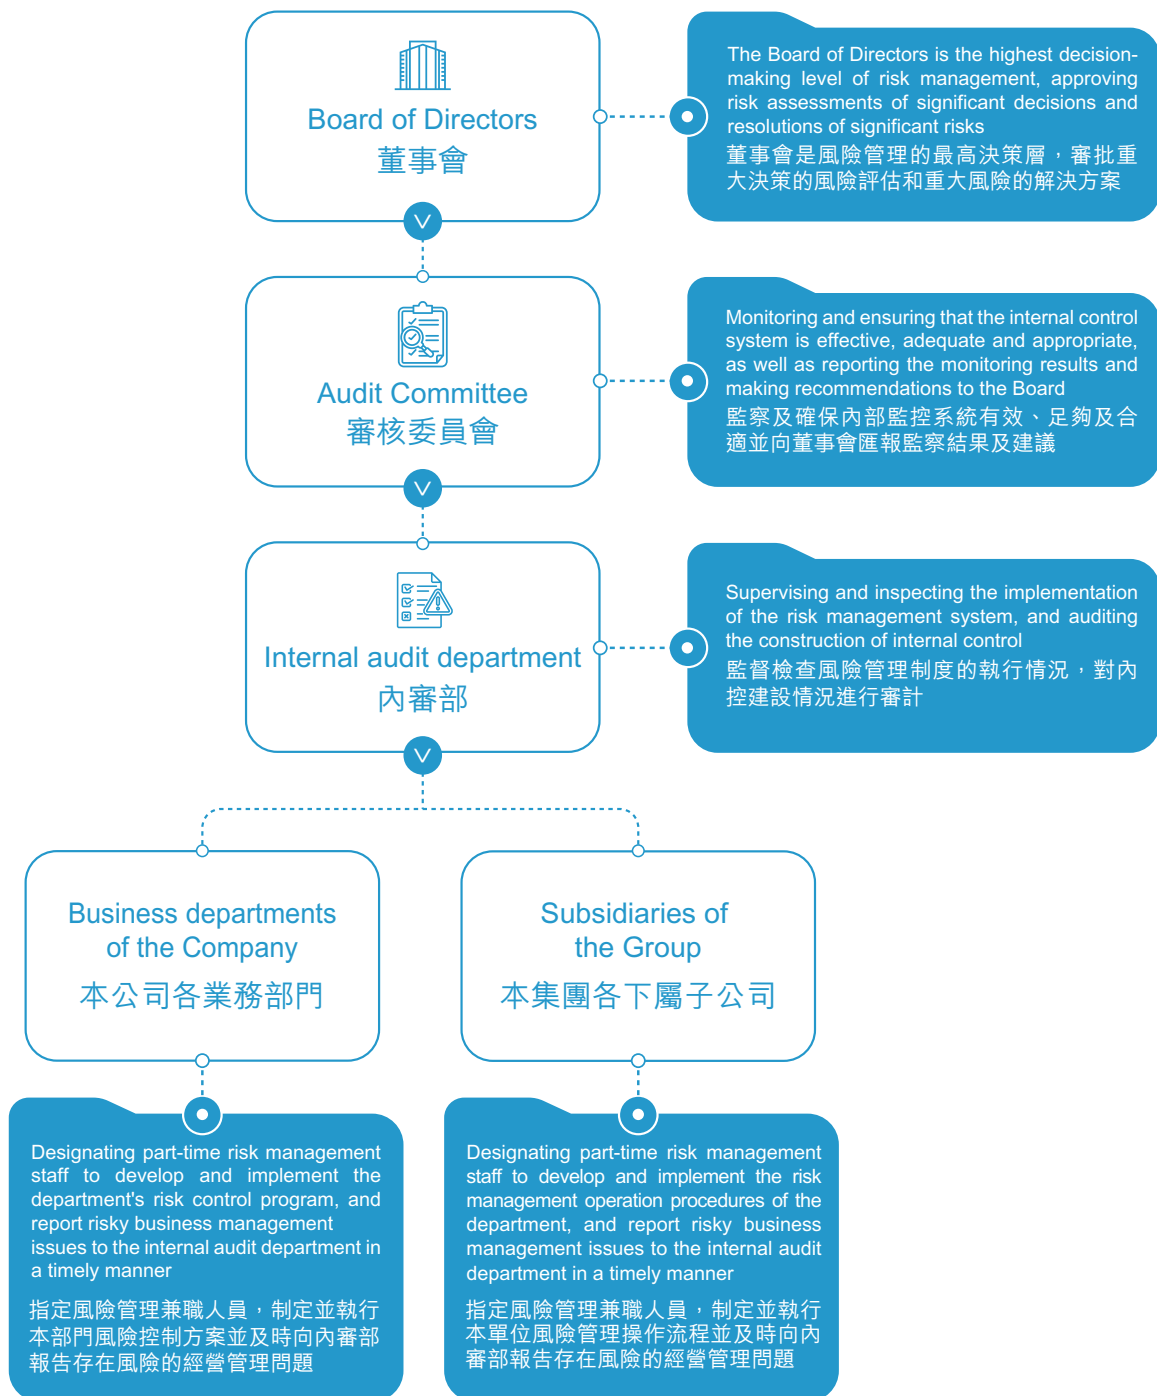 Board of Directors
董事會
The Board of Directors is the highest decision-
making level of risk management, approving
risk assessments of significant decisions and
resolutions of significant risks
董事會是風險管理的最高決策層，審批重
大決策的風險評估和重大風險的解決方案
Audit Committee
審核委員會
Monitoring and ensuring that the internal control
system is effective, adequate and appropriate,
as well as reporting the monitoring results and
making recommendations to the Board
監察及確保內部監控系統有效、足夠及合
適並向董事會匯報監察結果及建議
Internal audit department
內審部
Supervising and inspecting the implementation
of the risk management system, and auditing
the construction of internal control
監督檢查風險管理制度的執行情況，對內
控建設情況進行審計
Business departments
of the Company
本公司各業務部門
Subsidiaries of
the Group
本集團各下屬子公司
Designating part-time risk management
staff to develop and implement the
department's risk control program, and
report risky business management
issues to the internal audit department in
a timely manner
指定風險管理兼職人員，制定並執行
本部門風險控制方案並及時向內審部
報告存在風險的經營管理問題
Designating part-time risk management
staff to develop and implement the risk
management operation procedures of the
department, and report risky business
management issues to the internal audit
department in a timely manner
指定風險管理兼職人員，制定並執行
本單位風險管理操作流程並及時向內
審部報告存在風險的經營管理問題